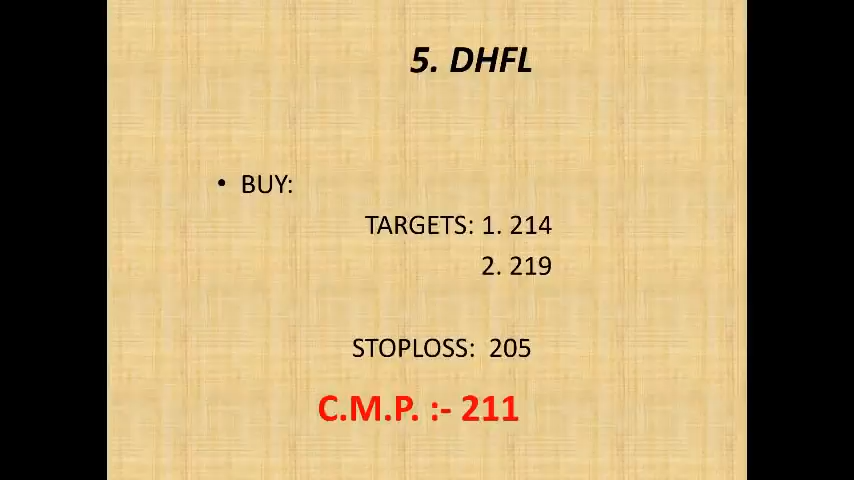 5. DHFL
• BUY:
TARGETS: 1. 214
2. 219
STOPLOSS: 205
C.M.P. :- 211